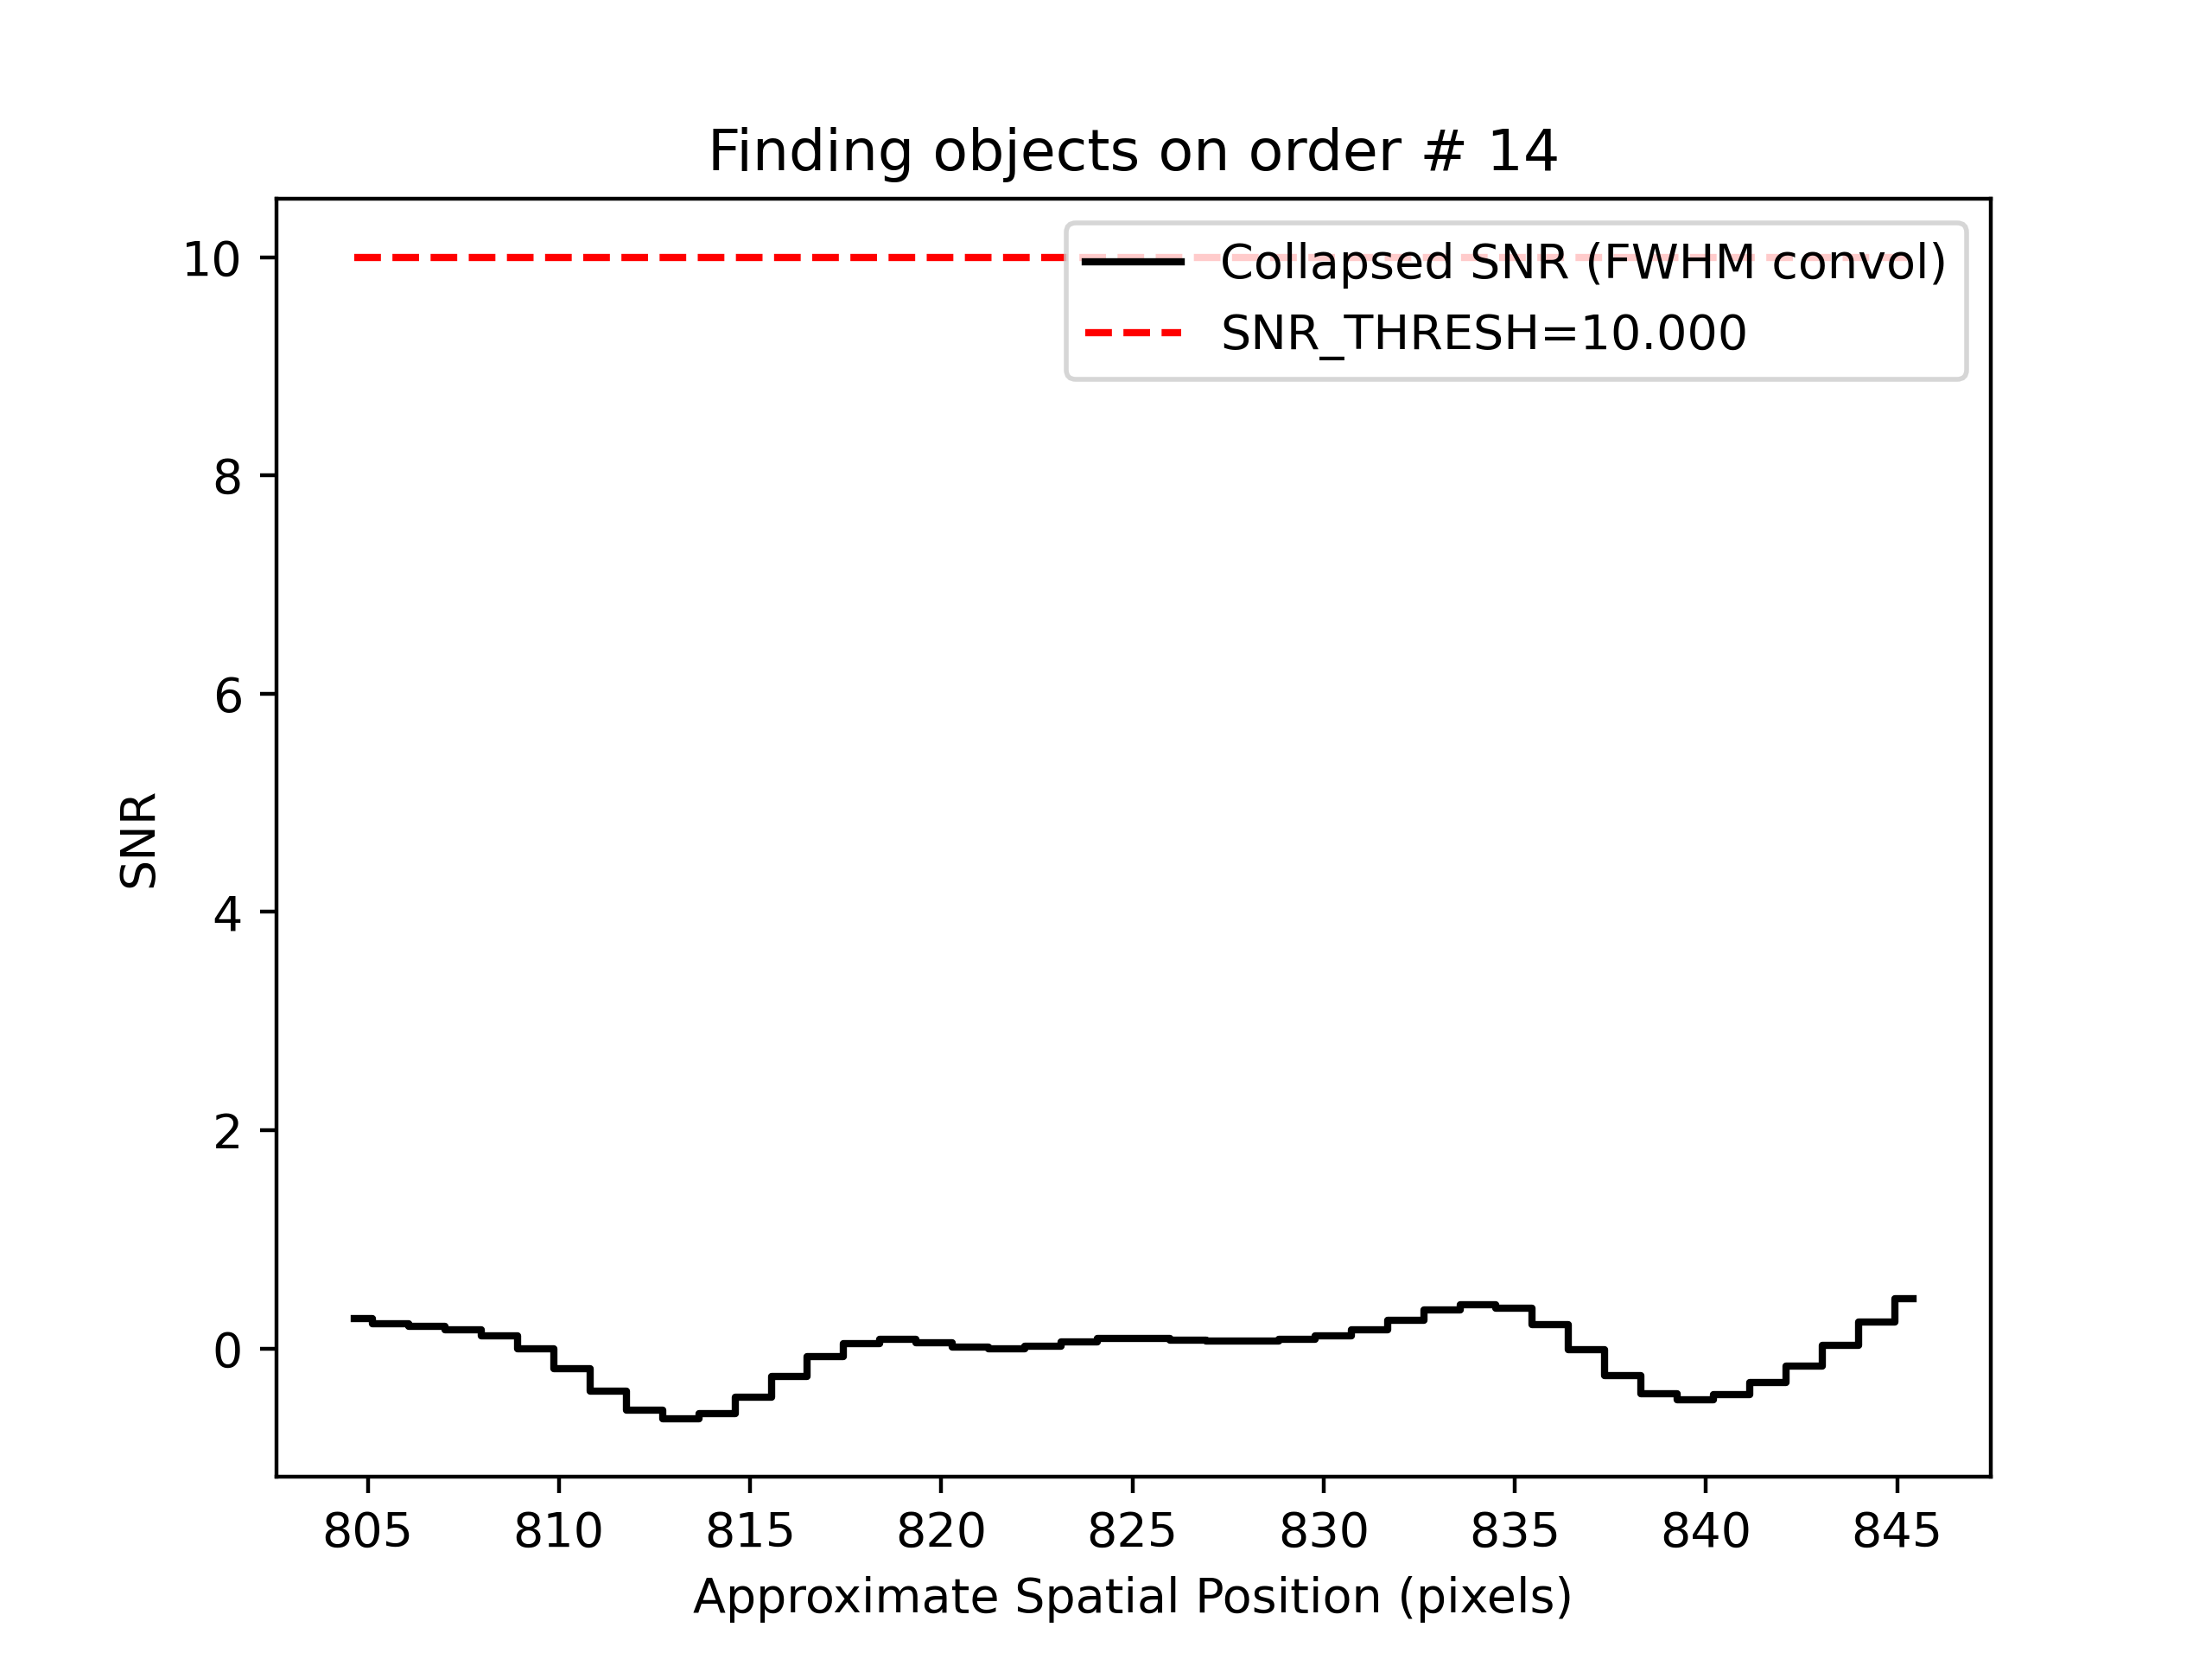 Finding objects on order # 14
Collapsed SNR (FWHM convol)
SNR_THRESH=10.000
10
8
6
4
2
0
SNR
805 810 815 820 825 830 835 840 845
Approximate Spatial Position (pixels)